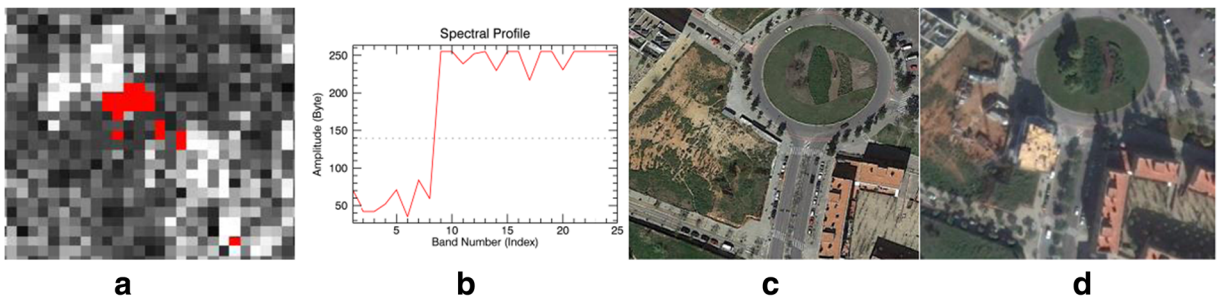 Spectral Profile
Amplitude (Byte)
250
200
150
100
50
5
10
15
20
25
Band Number (Index)
a
b
c
d